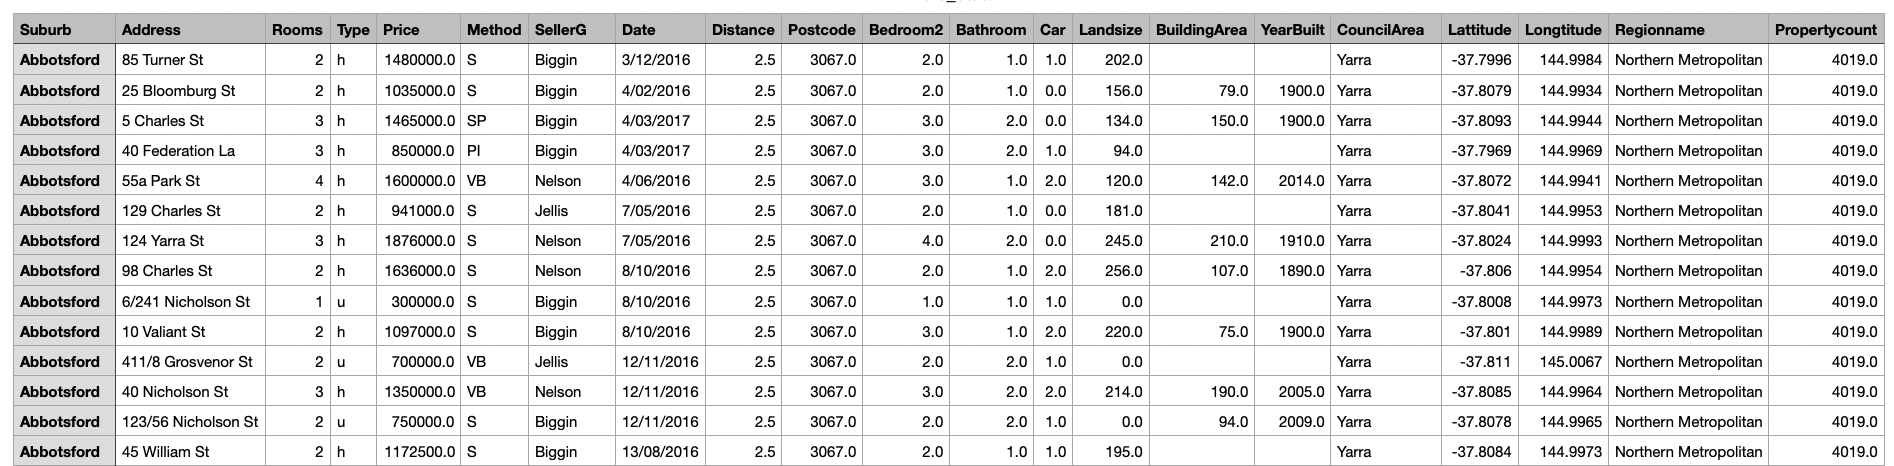 Suburb Address Rooms Type Price Method SellerG Date Distance Postcode Bedroom2 Bathroom Car Landsize BuildingArea YearBuilt CouncilArea Lattitude Longtitude Regionname Propertycount
Abbotsford 85 Turner St 2 h 1480000.0 S Biggin 3/12/2016 2.5 3067.0 2.0 1.0 1.0 202.0 Yarra -37.7996 144.9984 Northern Metropolitan 4019.0
Abbotsford 25 Bloomburg St 2 h 1035000.0 S Biggin 4/02/2016 2.5 3067.0 2.0 1.0 0.0 156.0 79.0 1900.0 Yarra -37.8079 144.9934 Northern Metropolitan 4019.0
Abbotsford 5 Charles St 3 h 1465000.0 SP Biggin 4/03/2017 2.5 3067.0 3.0 2.0 0.0 134.0 150.0 1900.0 Yarra -37.8093 144.9944 Northern Metropolitan 4019.0
Abbotsford 40 Federation La 3 h 850000.0 PI Biggin 4/03/2017 2.5 3067.0 3.0 2.0 1.0 94.0 Yarra -37.7969 144.9969 Northern Metropolitan 4019.0
Abbotsford 55a Park St 4 h 1600000.0 VB Nelson 4/06/2016 2.5 3067.0 3.0 1.0 2.0 120.0 142.0 2014.0 Yarra -37.8072 144.9941 Northern Metropolitan 4019.0
Abbotsford 129 Charles St 2 h 941000.0 S Jellis 7/05/2016 2.5 3067.0 2.0 1.0 0.0 181.0 Yarra -37.8041 144.9953 Northern Metropolitan 4019.0
Abbotsford 124 Yarra St 3 h 1876000.0 S Nelson 7/05/2016 2.5 3067.0 4.0 2.0 0.0 245.0 210.0 1910.0 Yarra -37.8024 144.9993 Northern Metropolitan 4019.0
Abbotsford 98 Charles St 2 h 1636000.0 S Nelson 8/10/2016 2.5 3067.0 2.0 1.0 2.0 256.0 107.0 1890.0 Yarra -37.806 144.9954 Northern Metropolitan 4019.0
Abbotsford 6/241 Nicholson St 1 u 300000.0 S Biggin 8/10/2016 2.5 3067.0 1.0 1.0 1.0 0.0 Yarra -37.8008 144.9973 Northern Metropolitan 4019.0
Abbotsford 10 Valiant St 2 h 1097000.0 S Biggin 8/10/2016 2.5 3067.0 3.0 1.0 2.0 220.0 75.0 1900.0 Yarra -37.801 144.9989 Northern Metropolitan 4019.0
Abbotsford 411/8 Grosvenor St 2 u 700000.0 VB Jellis 12/11/2016 2.5 3067.0 2.0 2.0 1.0 0.0 Yarra -37.811 145.0067 Northern Metropolitan 4019.0
Abbotsford 40 Nicholson St 3 h 1350000.0 VB Nelson 12/11/2016 2.5 3067.0 3.0 2.0 2.0 214.0 190.0 2005.0 Yarra -37.8085 144.9964 Northern Metropolitan 4019.0
Abbotsford 123/56 Nicholson St 2 u 750000.0 S Biggin 12/11/2016 2.5 3067.0 2.0 2.0 1.0 0.0 94.0 2009.0 Yarra -37.8078 144.9965 Northern Metropolitan 4019.0
Abbotsford 45 William St 2 h 1172500.0 S Biggin 13/08/2016 2.5 3067.0 2.0 1.0 1.0 195.0 Yarra -37.8084 144.9973 Northern Metropolitan 4019.0